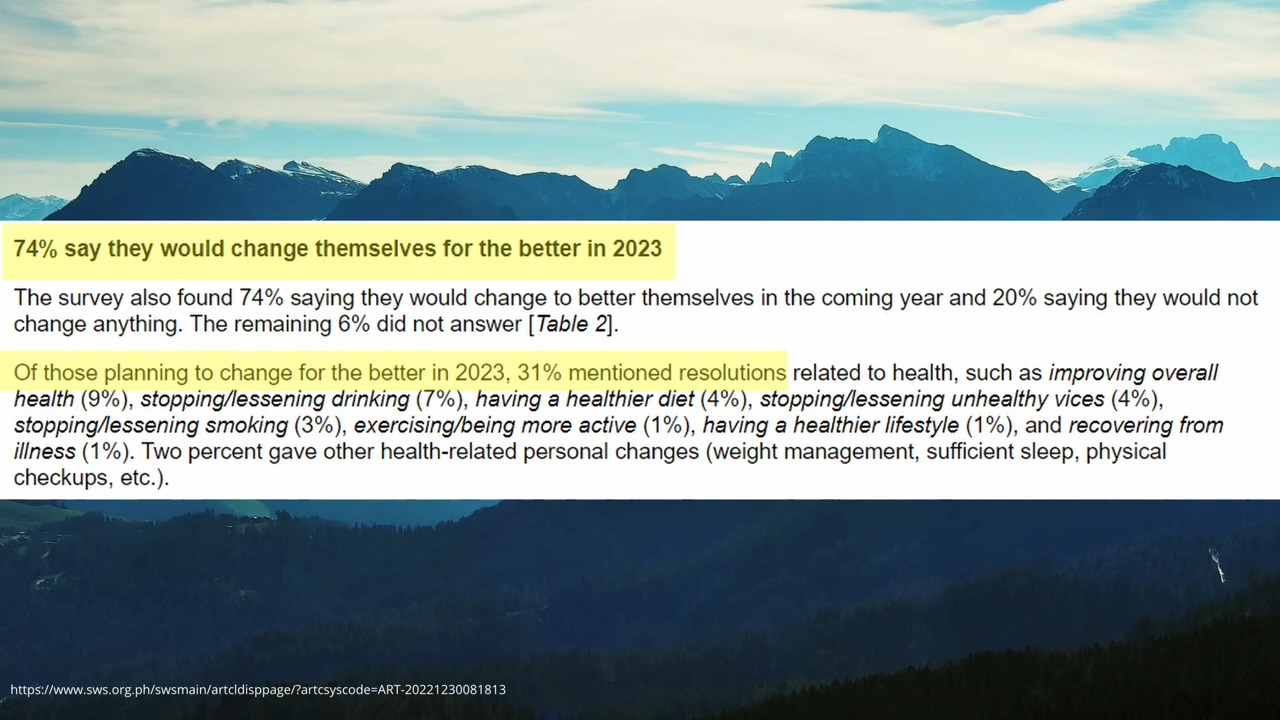 74% say they would change themselves for the better in 2023
The survey also found 74% saying they would change to better themselves in the coming year and 20% saying they would not
change anything. The remaining 6% did not answer [Table 2].
Of those planning to change for the better in 2023, 31% mentioned resolutions related to health, such as improving overall
health (9%), stopping/lessening drinking (7%), having a healthier diet (4%), stopping/lessening unhealthy vices (4%),
stopping/lessening smoking (3%), exercising/being more active (1%), having a healthier lifestyle (1%), and recovering from
illness (1%). Two percent gave other health-related personal changes (weight management, sufficient sleep, physical
checkups, etc.).
https://www.sws.org.ph/swsmain/artcldisppage/?artcsyscode=ART-20221230081813